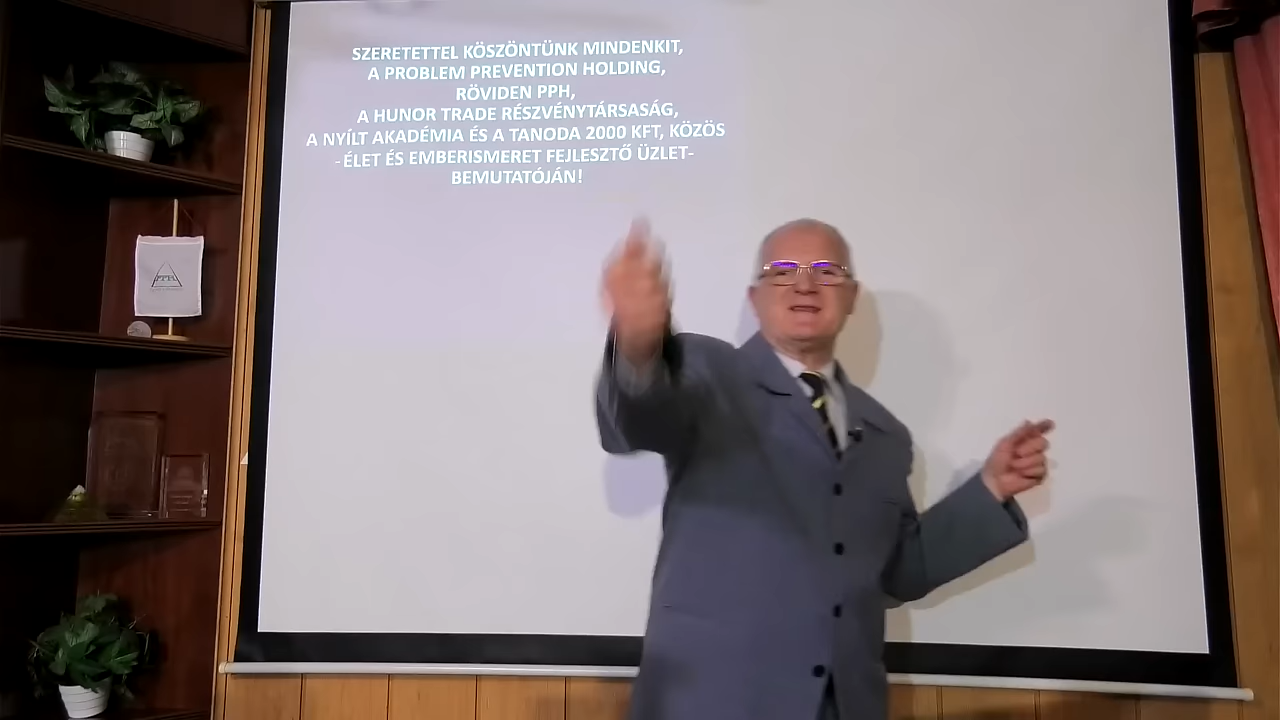 SZERETETTEL KÖSZÖNTÜNK MINDENKIT,
A PROBLEM PREVENTION HOLDING,
RÖVIDEN PPH,
A HUNOR TRADE RÉSZVÉNYTÁRSASÁG,
A NYÍLT AKADÉMIA ÉS A TANODA 2000 KFT, KÖZÖS
-ÉLET ÉS EMBERISMERET FEJLESZTŐ ÜZLET-
BEMUTATÓJÁN!